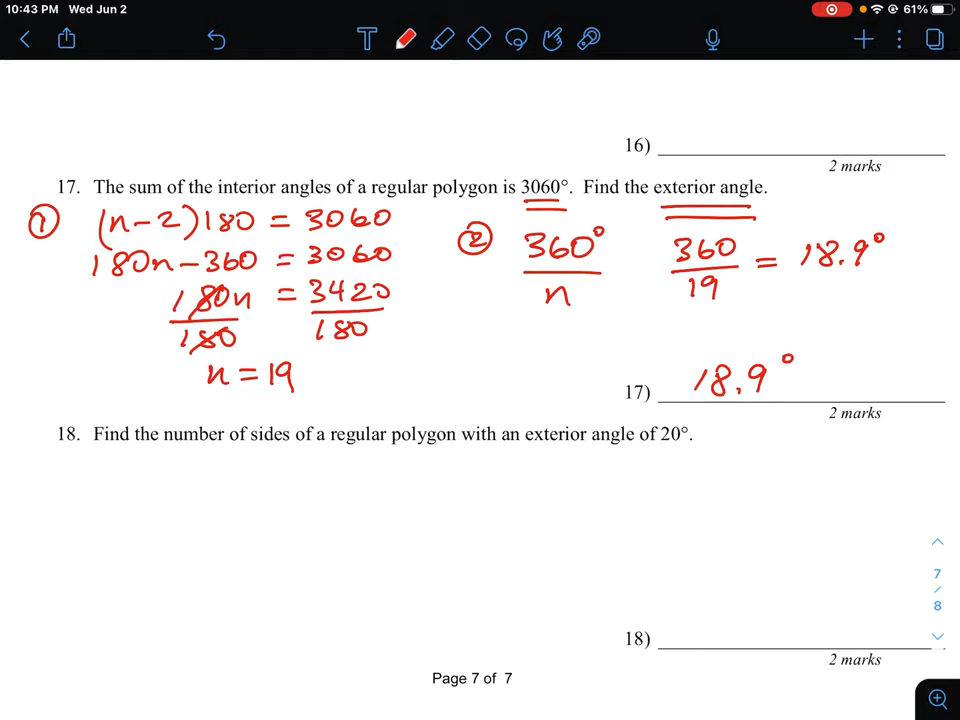 10:43 PM Wed Jun 2
61%
16)
2 marks
17. The sum of the interior angles of a regular polygon is 3060°. Find the exterior angle.
① (n-2)180 = 3060
180n-360 = 3060
180n = 3420
180 180
n = 19
② 360°
n
360
19
= 18.9°
17) 18.9°
2 marks
18. Find the number of sides of a regular polygon with an exterior angle of 20°.
7
/
8
18)
2 marks
Page 7 of 7